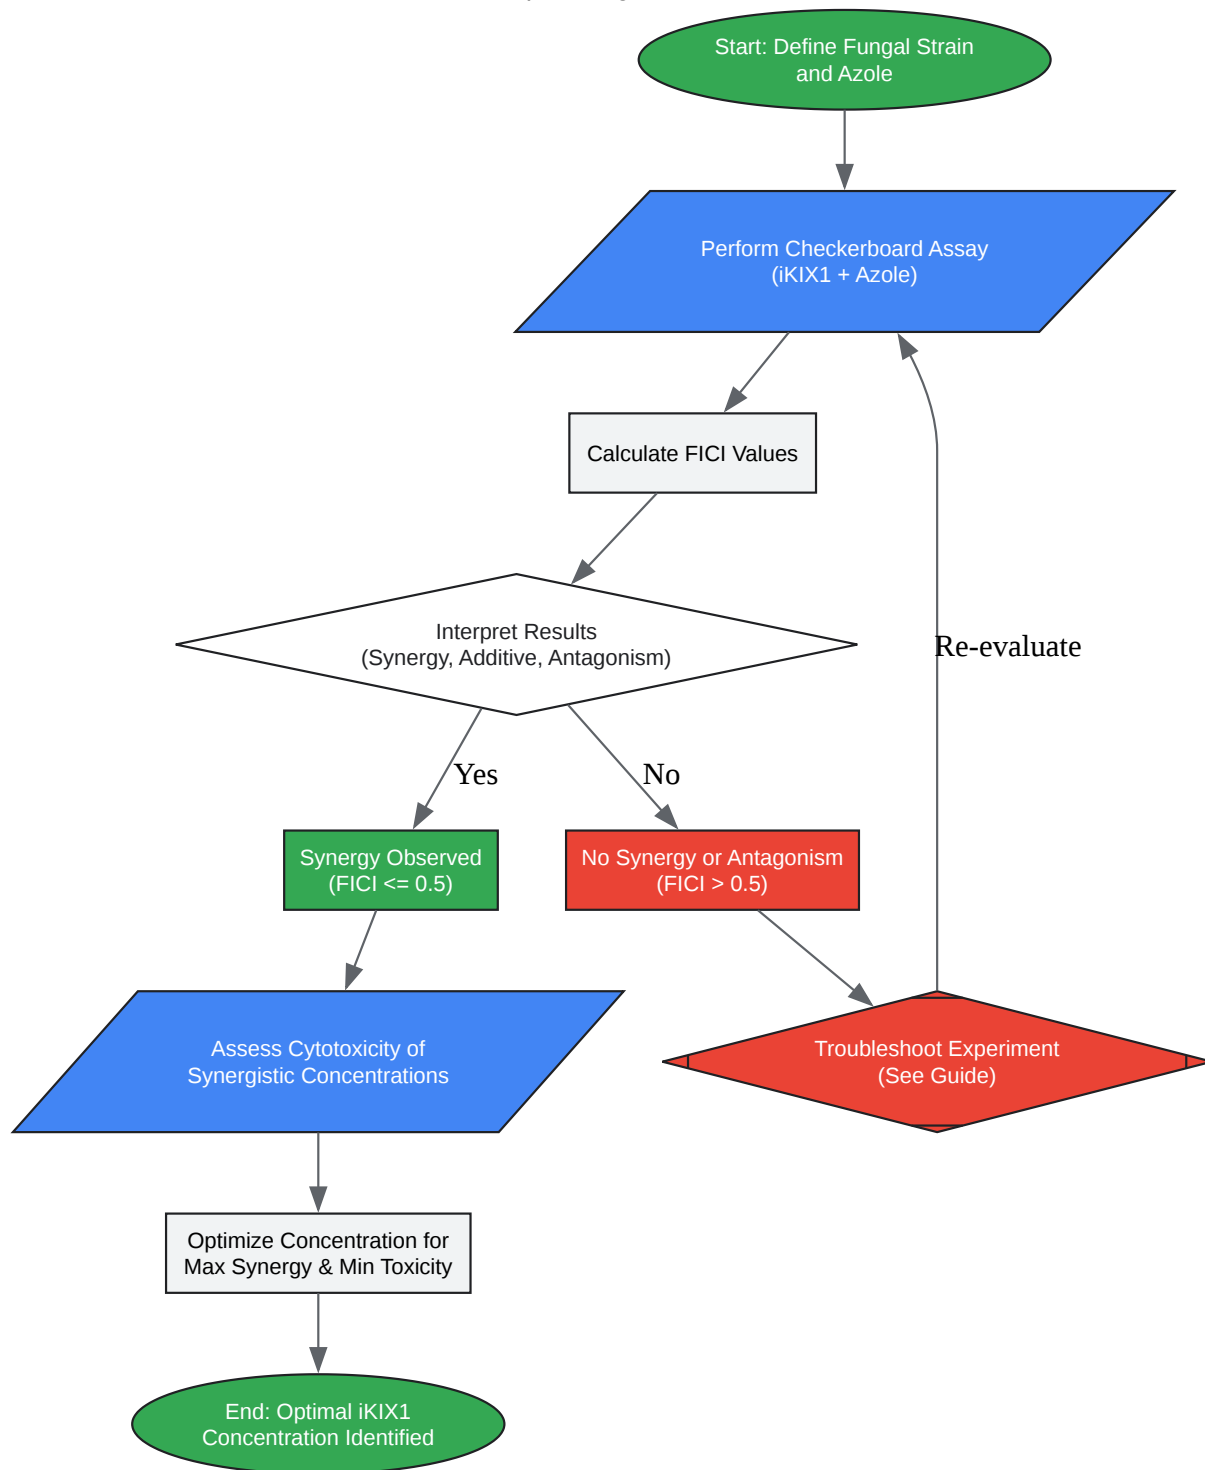 Start: Define Fungal Strain
and Azole
Perform Checkerboard Assay
(iKIX1 + Azole)
Calculate FICI Values
Interpret Results
(Synergy, Additive, Antagonism)
Re-evaluate
Yes
No
Synergy Observed
(FICI <= 0.5)
No Synergy or Antagonism
(FICI > 0.5)
Assess Cytotoxicity of
Synergistic Concentrations
Troubleshoot Experiment
(See Guide)
Optimize Concentration for
Max Synergy & Min Toxicity
End: Optimal iKIX1
Concentration Identified